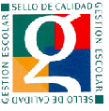 SELLO DE CALIDAD
GESTION ESCOLAR
g
GESTION ESCOLAR
SELLO DE CALIDAD